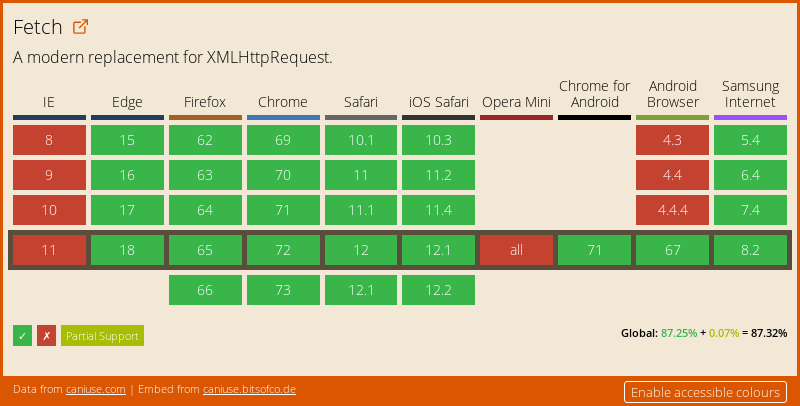 Fetch
A modern replacement for XMLHttpRequest.
IE Edge Firefox Chrome Safari iOS Safari Opera Mini Chrome for Android Android Browser Samsung Internet
8 15 62 69 10.1 10.3 4.3 5.4
9 16 63 70 11 11.2 4.4 6.4
10 17 64 71 11.1 11.4 4.4.4 7.4
11 18 65 72 12 12.1 all 71 67 8.2
66 73 12.1 12.2
✓ ✗ Partial Support Global: 87.25% + 0.07% = 87.32%
Data from caniuse.com | Embed from caniuse.bitsofco.de Enable accessible colours